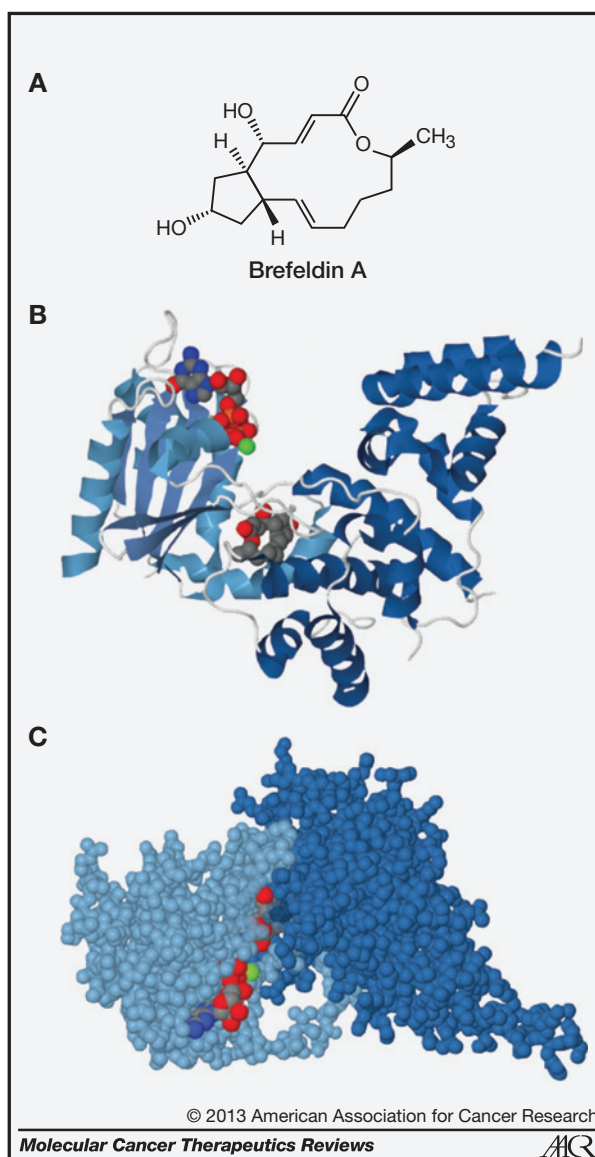 A
O
HO
H
O
CH3
HO
H
Brefeldin A
B
C
© 2013 American Association for Cancer Research
Molecular Cancer Therapeutics Reviews AACR